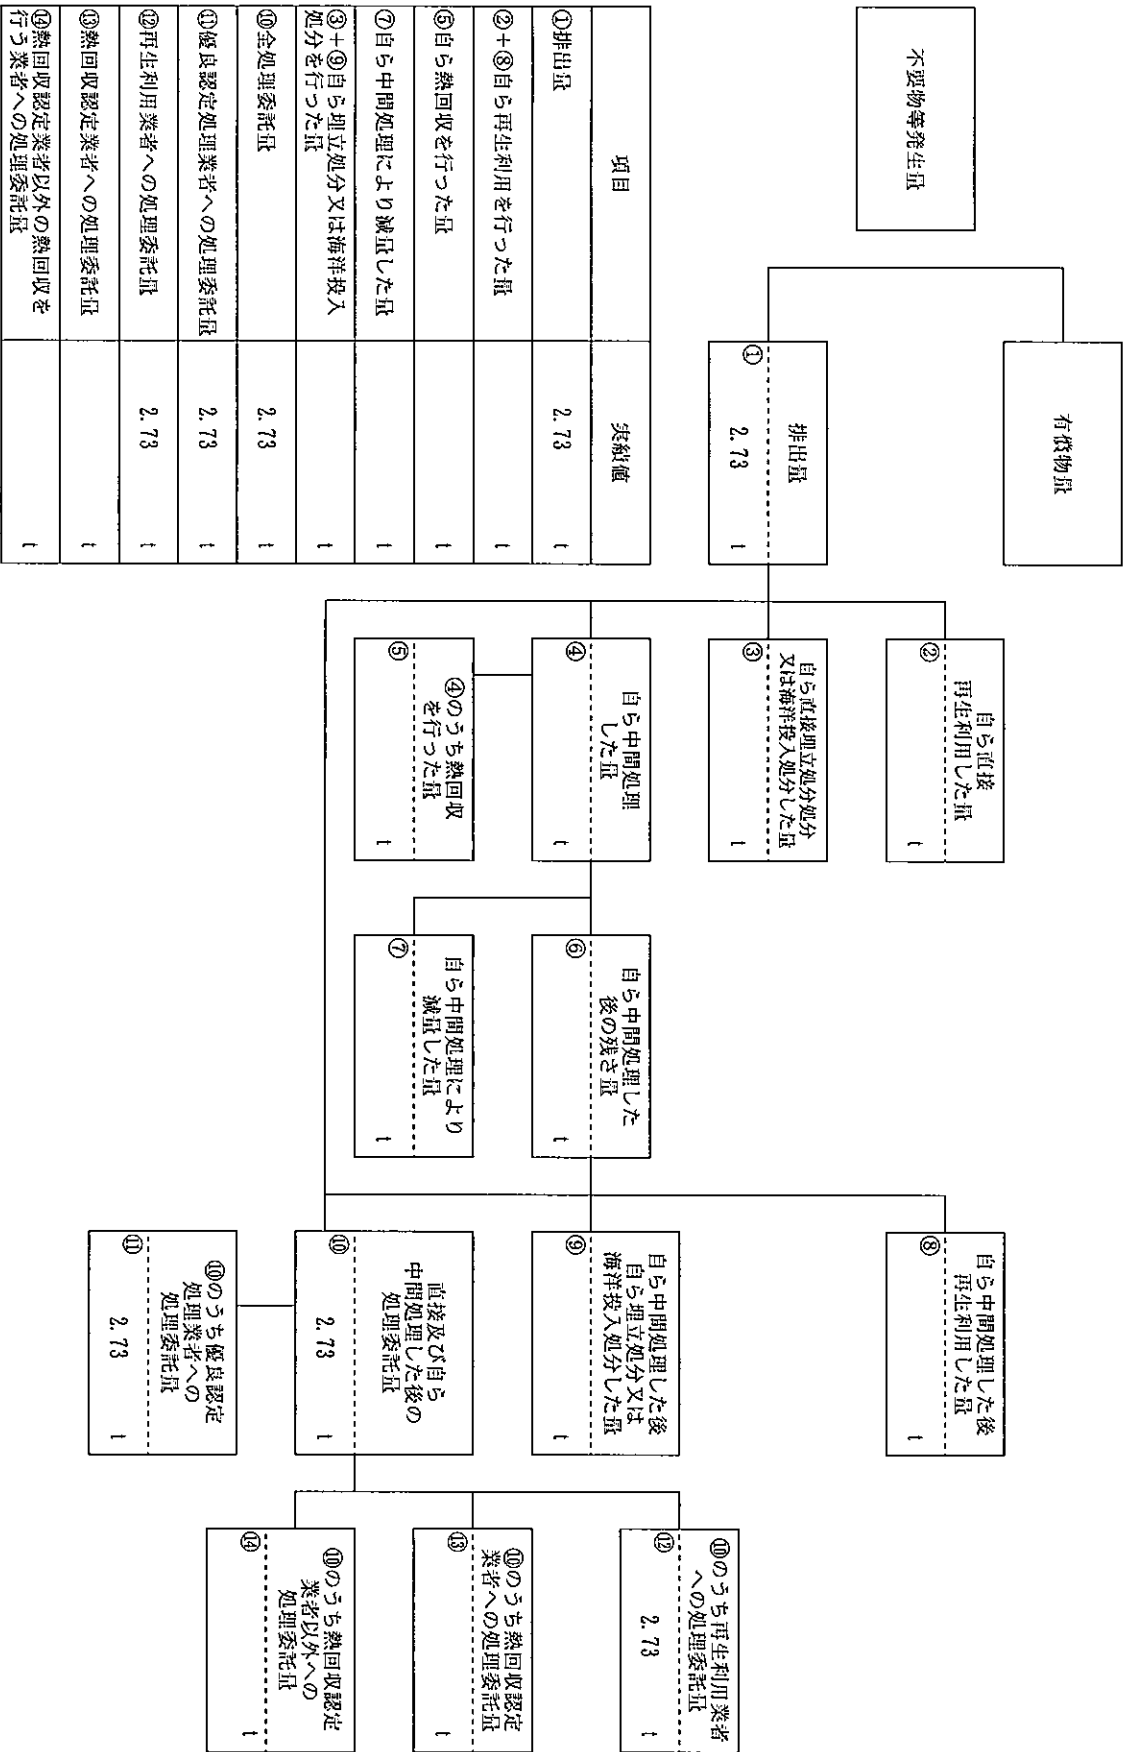 有償物量
不要物等発生量
排出量
①
2.73 t
自ら直接
再生利用した量
②
t
自ら直接埋立処分処分
又は海洋投入処分した量
③
t
自ら中間処理
した量
④
t
④のうち熱回収
を行った量
⑤
t
自ら中間処理した
後の残さ量
⑥
t
自ら中間処理により
減量した量
⑦
t
自ら中間処理した後
再生利用した量
⑧
t
自ら中間処理した後
自ら埋立処分又は
海洋投入処分した量
⑨
t
直接及び自ら
中間処理した後の
処理委託量
⑩
2.73 t
⑩のうち優良認定
処理業者への
処理委託量
⑪
2.73 t
⑩のうち再生利用業者
への処理委託量
⑫
2.73 t
⑩のうち熱回収認定
業者への処理委託量
⑬
t
⑩のうち熱回収認定
業者以外への
処理委託量
⑭
t
項目 実績値
①排出量 2.73 t
②+⑧自ら再生利用を行った量 t
⑤自ら熱回収を行った量 t
⑦自ら中間処理により減量した量 t
③+⑨自ら埋立処分又は海洋投入
処分を行った量 t
⑩全処理委託量 2.73 t
⑪優良認定処理業者への処理委託量 2.73 t
⑫再生利用業者への処理委託量 2.73 t
⑬熱回収認定業者への処理委託量 t
⑭熱回収認定業者以外の熱回収を
行う業者への処理委託量 t